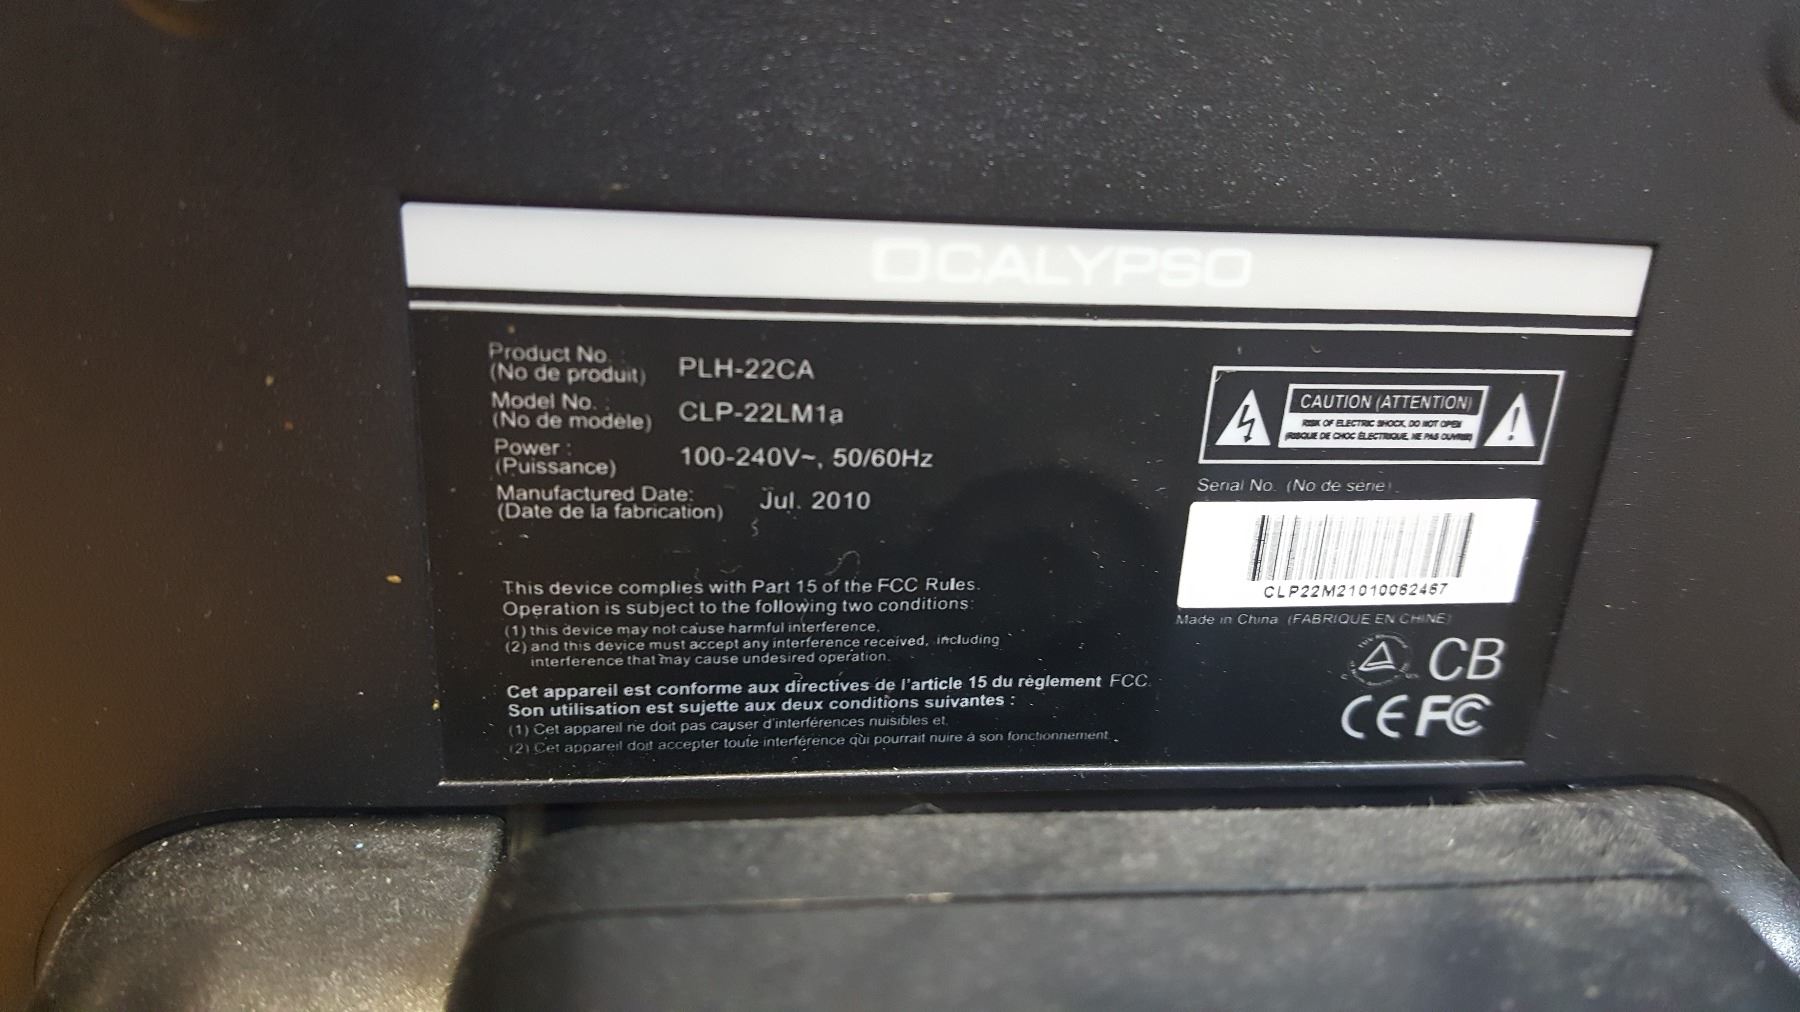 CALYPSO
Product No. :
(No de produit)
PLH-22CA
Model No. :
(No de modèle)
CLP-22LM1a
Power :
(Puissance)
100-240V~, 50/60Hz
Manufactured Date:
(Date de la fabrication)
Jul. 2010
This device complies with Part 15 of the FCC Rules.
Operation is subject to the following two conditions:
(1) this device may not cause harmful interference,
(2) and this device must accept any interference received, including
interference that may cause undesired operation.
Cet appareil est conforme aux directives de l'article 15 du règlement FCC.
Son utilisation est sujette aux deux conditions suivantes :
(1) Cet appareil ne doit pas causer d'interférences nuisibles et,
(2) Cet appareil doit accepter toute interférence qui pourrait nuire à son fonctionnement.
CAUTION (ATTENTION)
RISK OF ELECTRIC SHOCK, DO NOT OPEN
(RISQUE DE CHOC ÉLECTRIQUE, NE PAS OUVRIR)
Serial No. (No de série) :
CLP22M21010062467
Made in China (FABRIQUE EN CHINE)
CB
CE FC